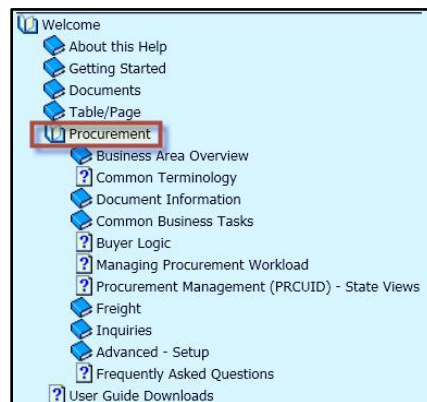 Welcome
About this Help
Getting Started
Documents
Table/Page
Procurement
Business Area Overview
Common Terminology
Document Information
Common Business Tasks
Buyer Logic
Managing Procurement Workload
Procurement Management (PRCUID) - State Views
Freight
Inquiries
Advanced - Setup
Frequently Asked Questions
User Guide Downloads